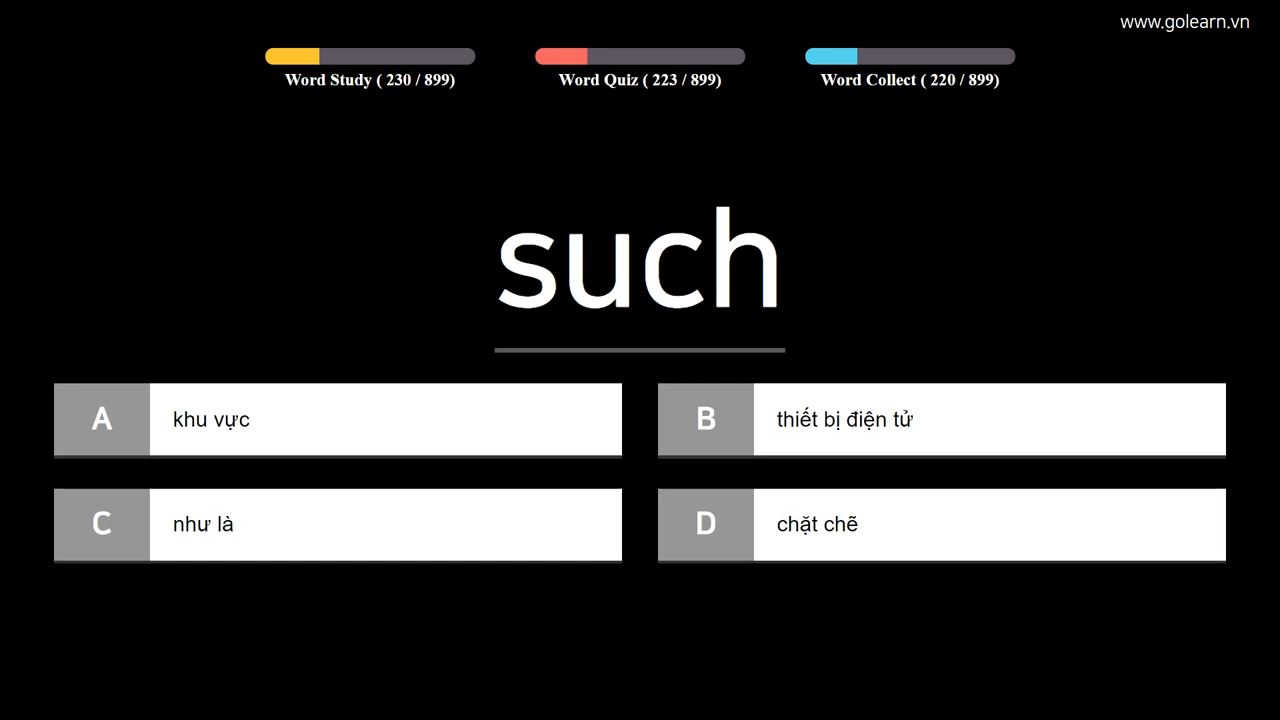 www.golearn.vn
Word Study ( 230 / 899)
Word Quiz ( 223 / 899)
Word Collect ( 220 / 899)
such
A khu vực
B thiết bị điện tử
C như là
D chặt chẽ